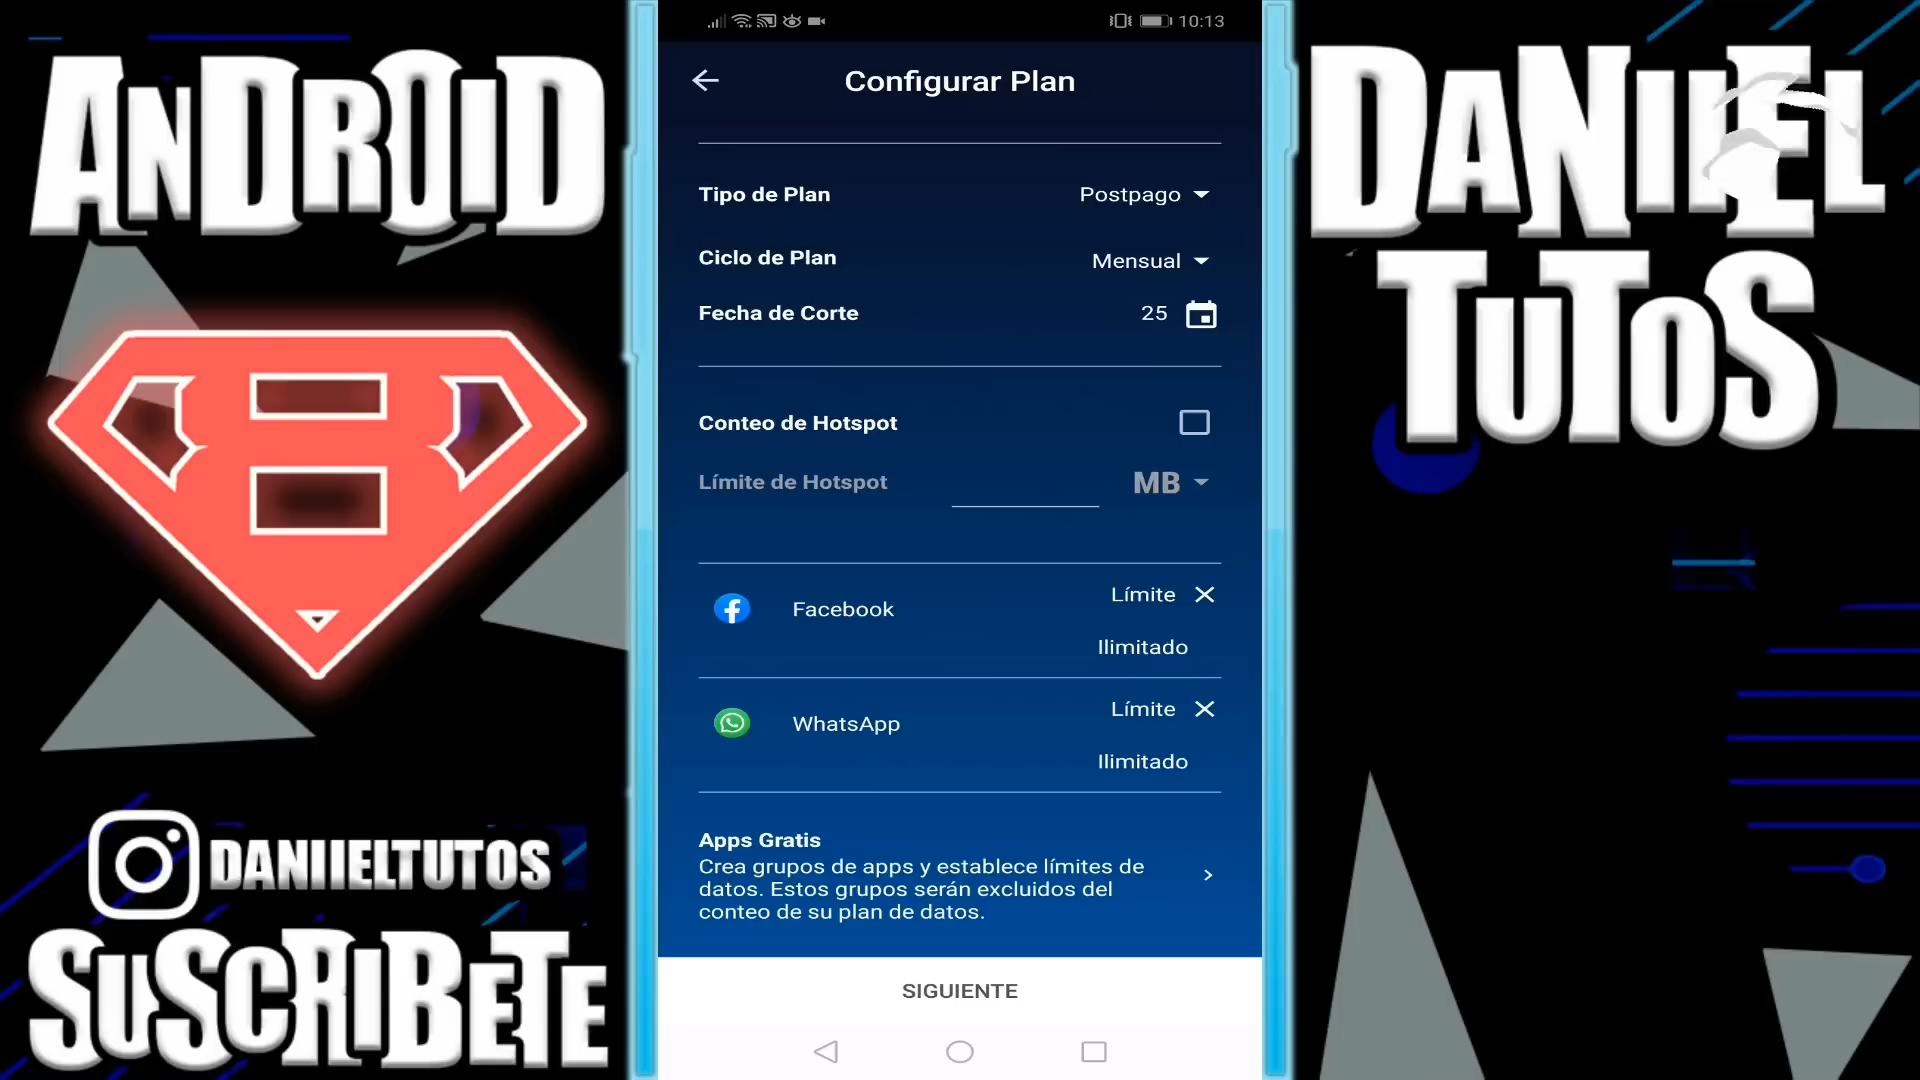 ANDROID
DANIIEL
TUTOS
DANIIELTUTOS
SUSCRIBETE
10:13
Configurar Plan
Tipo de Plan
Postpago
Ciclo de Plan
Mensual
Fecha de Corte
25
Conteo de Hotspot
Límite de Hotspot
MB
Facebook
Límite
Ilimitado
WhatsApp
Límite
Ilimitado
Apps Gratis
Crea grupos de apps y establece límites de
datos. Estos grupos serán excluidos del
conteo de su plan de datos.
SIGUIENTE